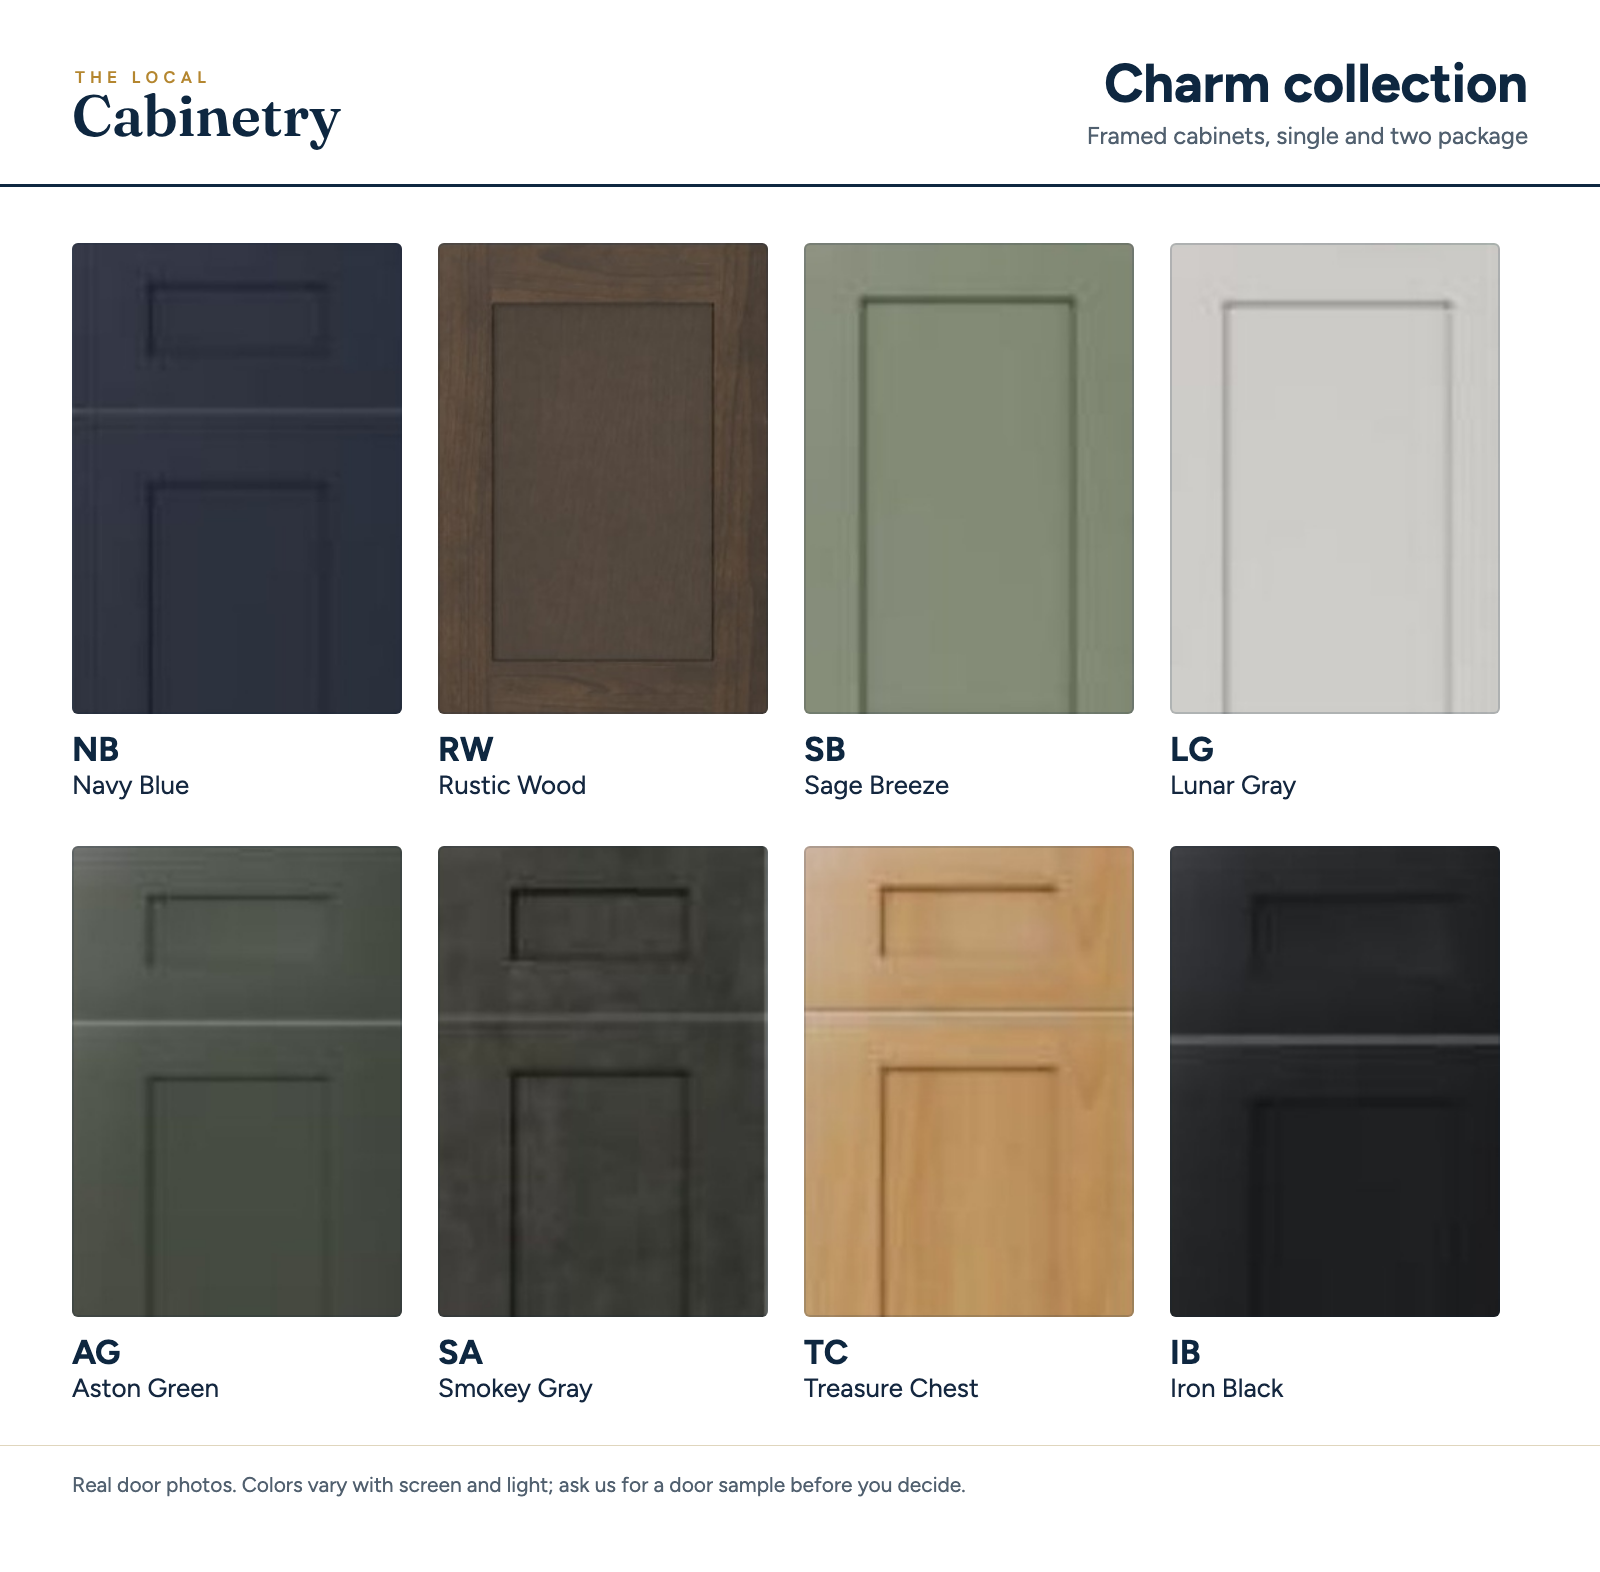 THE LOCAL
Cabinetry
Charm collection
Framed cabinets, single and two package
NB
Navy Blue
RW
Rustic Wood
SB
Sage Breeze
LG
Lunar Gray
AG
Aston Green
SA
Smokey Gray
TC
Treasure Chest
IB
Iron Black
Real door photos. Colors vary with screen and light; ask us for a door sample before you decide.